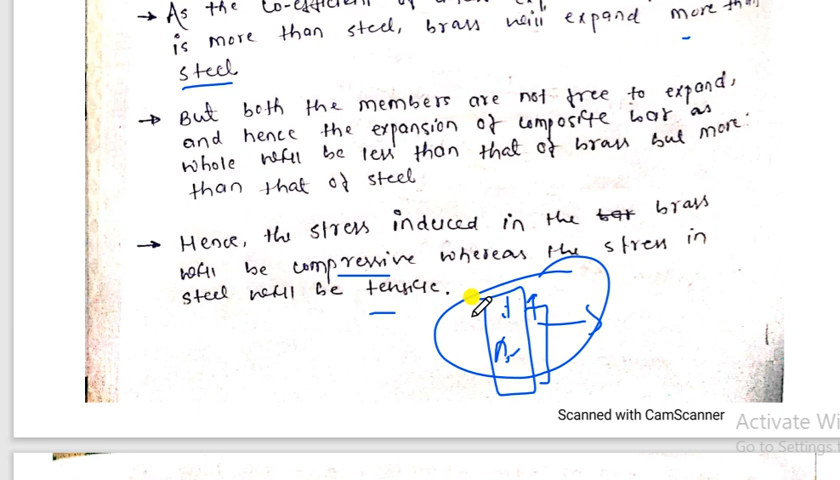 → As the co-efficient of
is more than steel, brass will expand more than
steel
→ But both the members are not free to expand,
and hence the expansion of composite bar as
whole will be less than that of brass but more
than that of steel
→ Hence, the stress induced in the bar brass
will be compressive whereas the stress in
steel will be tensile.
Scanned with CamScanner
Activate Wi
Go to Settings